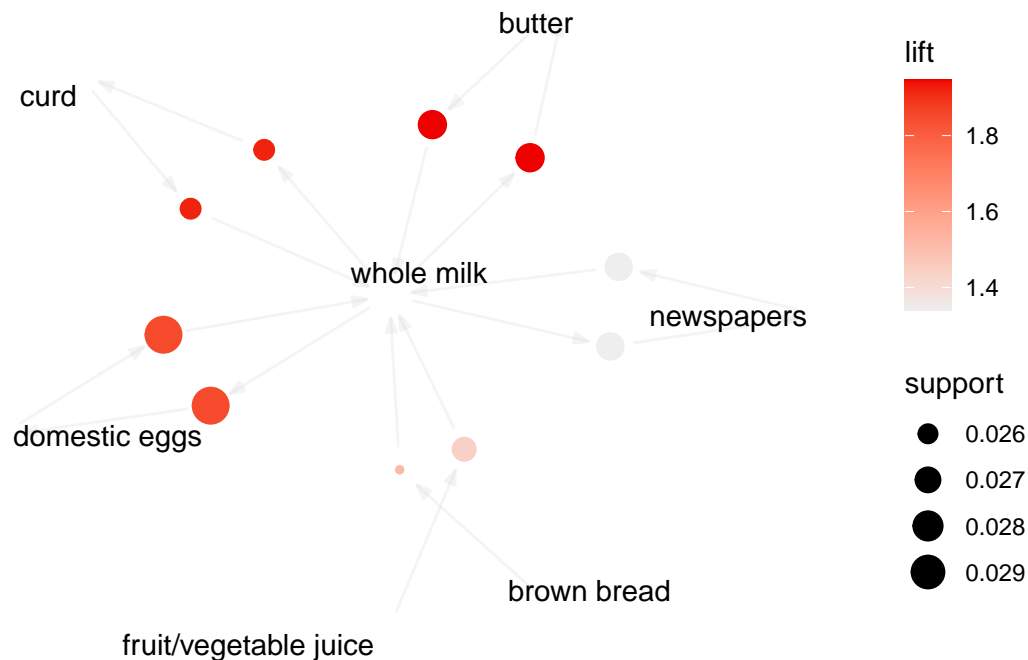 butter
curd
whole milk
newspapers
domestic eggs
brown bread
fruit/vegetable juice
lift
1.8
1.6
1.4
support
0.026
0.027
0.028
0.029